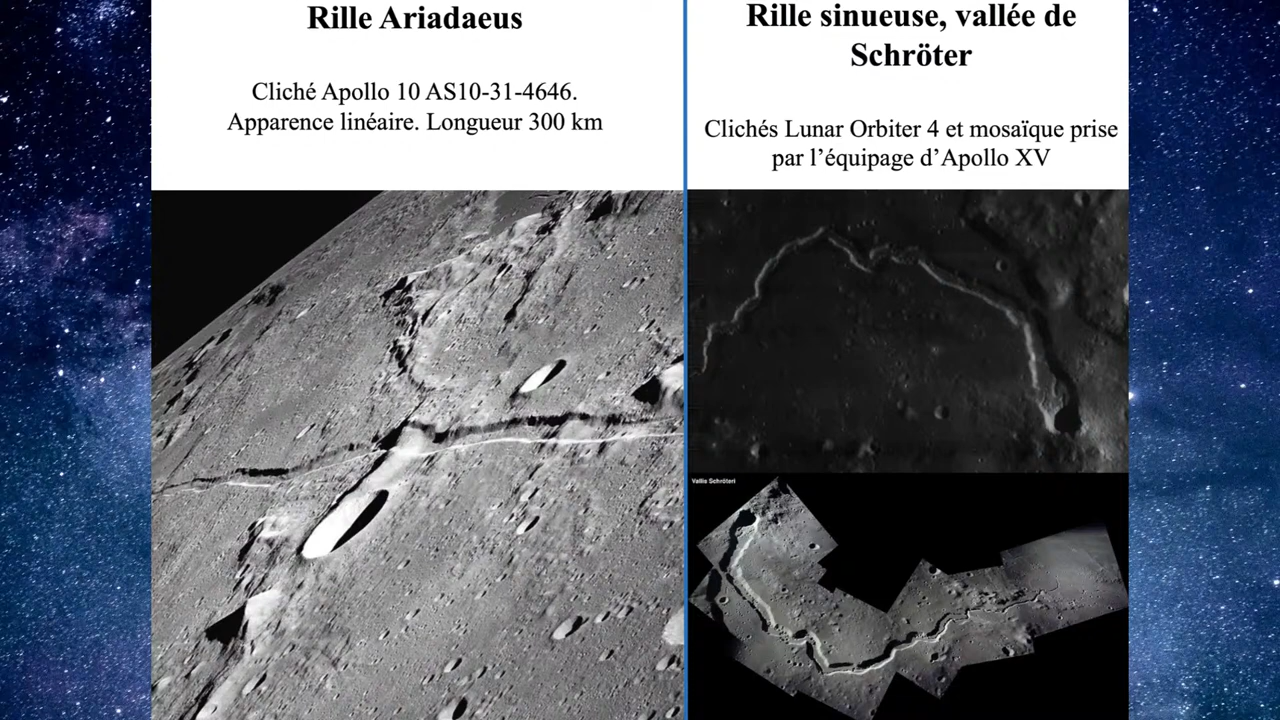 Rille Ariadaeus
Cliché Apollo 10 AS10-31-4646.
Apparence linéaire. Longueur 300 km
Rille sinueuse, vallée de
Schröter
Clichés Lunar Orbiter 4 et mosaïque prise
par l’équipage d’Apollo XV
Vallis Schröteri